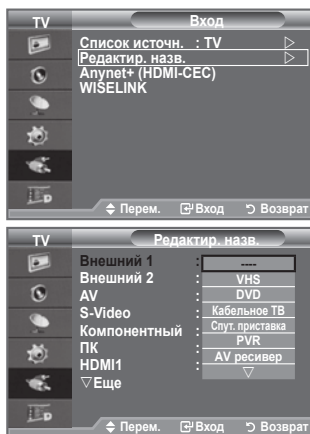 TV
Вход
Список источн. : TV ▷
Редактир. назв. ▷
Anynet+ (HDMI-CEC)
WISELINK
Перем. Вход Возврат
TV
Редактир. назв.
Внешний 1 : ----
Внешний 2 : VHS
AV : DVD
S-Video : Кабельное ТВ
Компонентный : Спут. приставка
ПК : PVR
HDMI1 : AV ресивер
▽Еще ▽
Перем. Вход Возврат